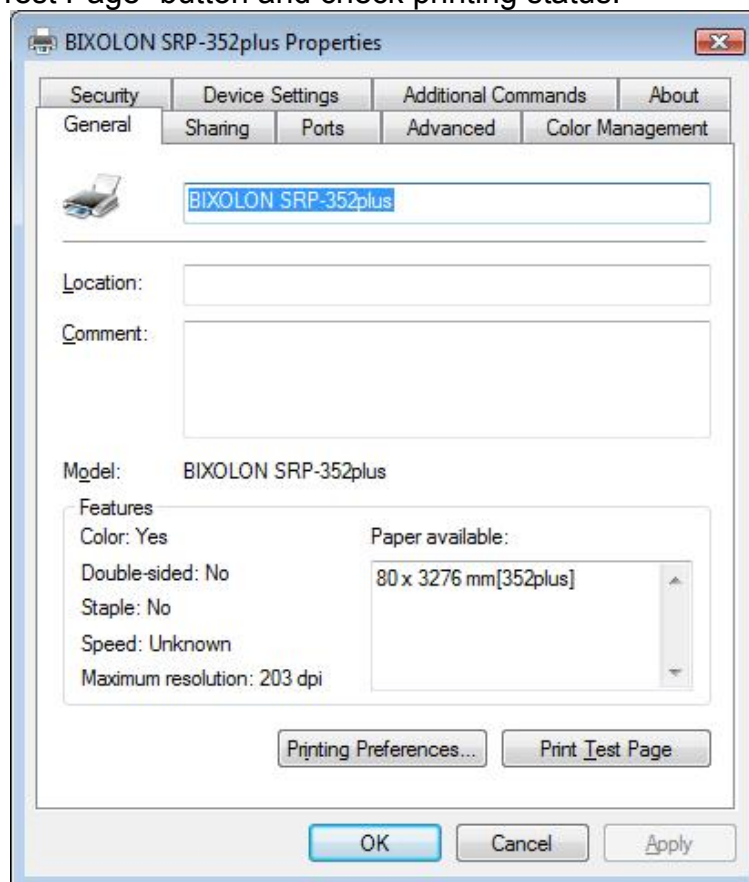 Test Page" button and check printing status.
BIXOLON SRP-352plus Properties
Security Device Settings Additional Commands About
General Sharing Ports Advanced Color Management
BIXOLON SRP-352plus
Location:
Comment:
Model: BIXOLON SRP-352plus
Features
Color: Yes Paper available:
Double-sided: No 80 x 3276 mm[352plus]
Staple: No
Speed: Unknown
Maximum resolution: 203 dpi
Printing Preferences... Print Test Page
OK Cancel Apply